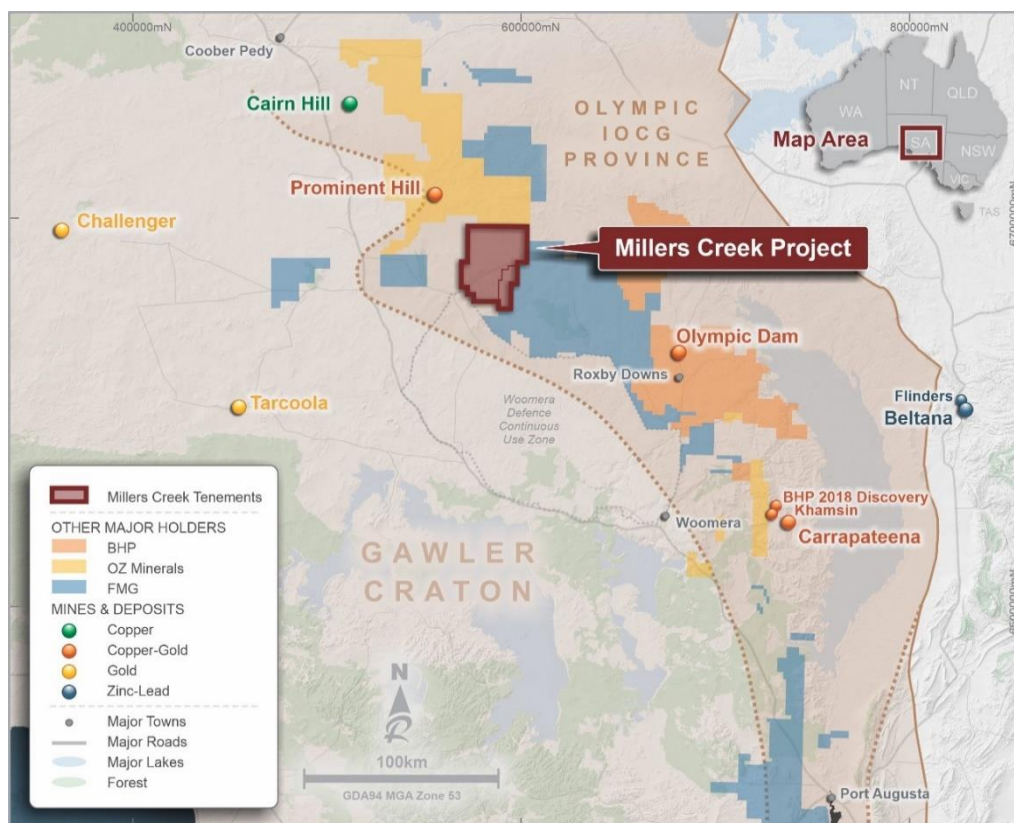 400000mN
600000mN
800000mN
Coober Pedy
Cairn Hill
OLYMPIC
IOCG
PROVINCE
Map Area
WA
NT
QLD
SA
NSW
VIC
TAS
Prominent Hill
Challenger
Millers Creek Project
Olympic Dam
Roxby Downs
Tarcoola
Woomera
Defence
Continuous
Use Zone
Flinders
Beltana
BHP 2018 Discovery
Khamsin
Carrapateena
Woomera
GAWLER
CRATON
Millers Creek Tenements
OTHER MAJOR HOLDERS
BHP
OZ Minerals
FMG
MINES & DEPOSITS
Copper
Copper-Gold
Gold
Zinc-Lead
Major Towns
Major Roads
Major Lakes
Forest
N
100km
GDA94 MGA Zone 53
Port Augusta